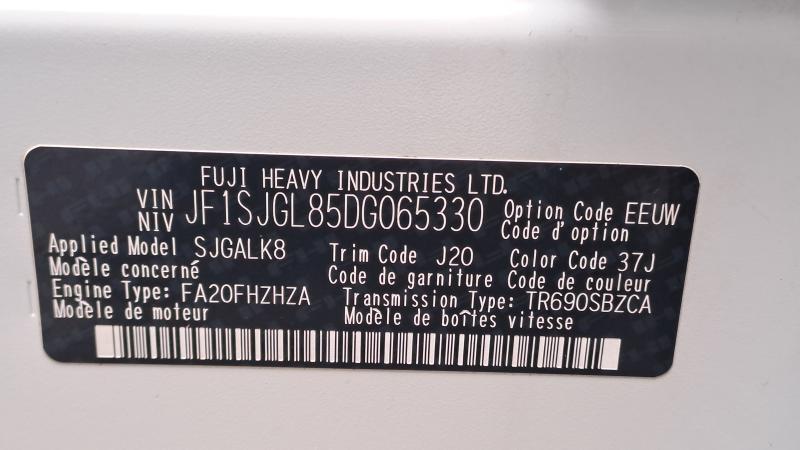 FUJI HEAVY INDUSTRIES LTD.
VIN NIV JF1SJGL85DG065330 Option Code EEUW
Code d'option
Applied Model SJGALK8 Trim Code J20 Color Code 37J
Modèle concerné Code de garniture Code de couleur
Engine Type: FA20FHZHZA Transmission Type: TR690SBZCA
Modèle de moteur Modèle de boîtes vitesse